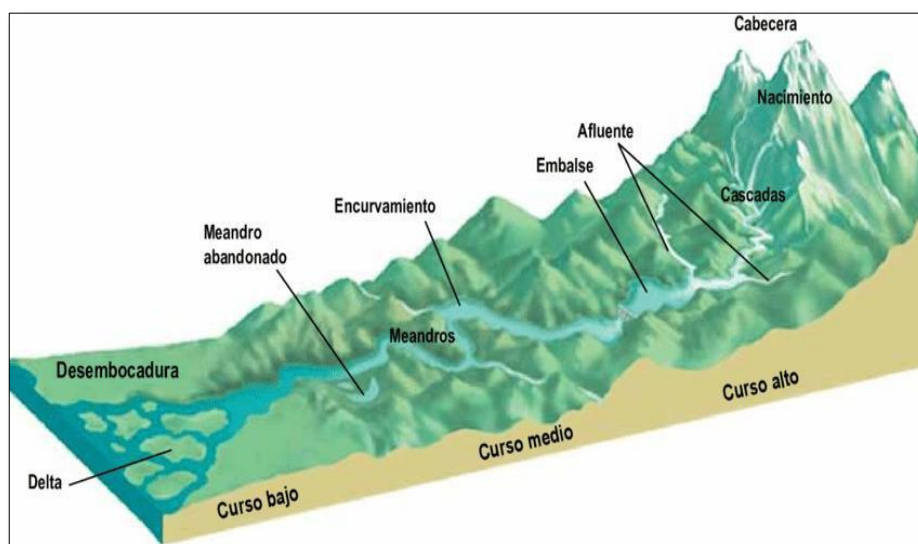 Cabecera
Nacimiento
Afluente
Embalse
Cascadas
Encurvamiento
Meandro
abandonado
Meandros
Desembocadura
Delta
Curso alto
Curso medio
Curso bajo